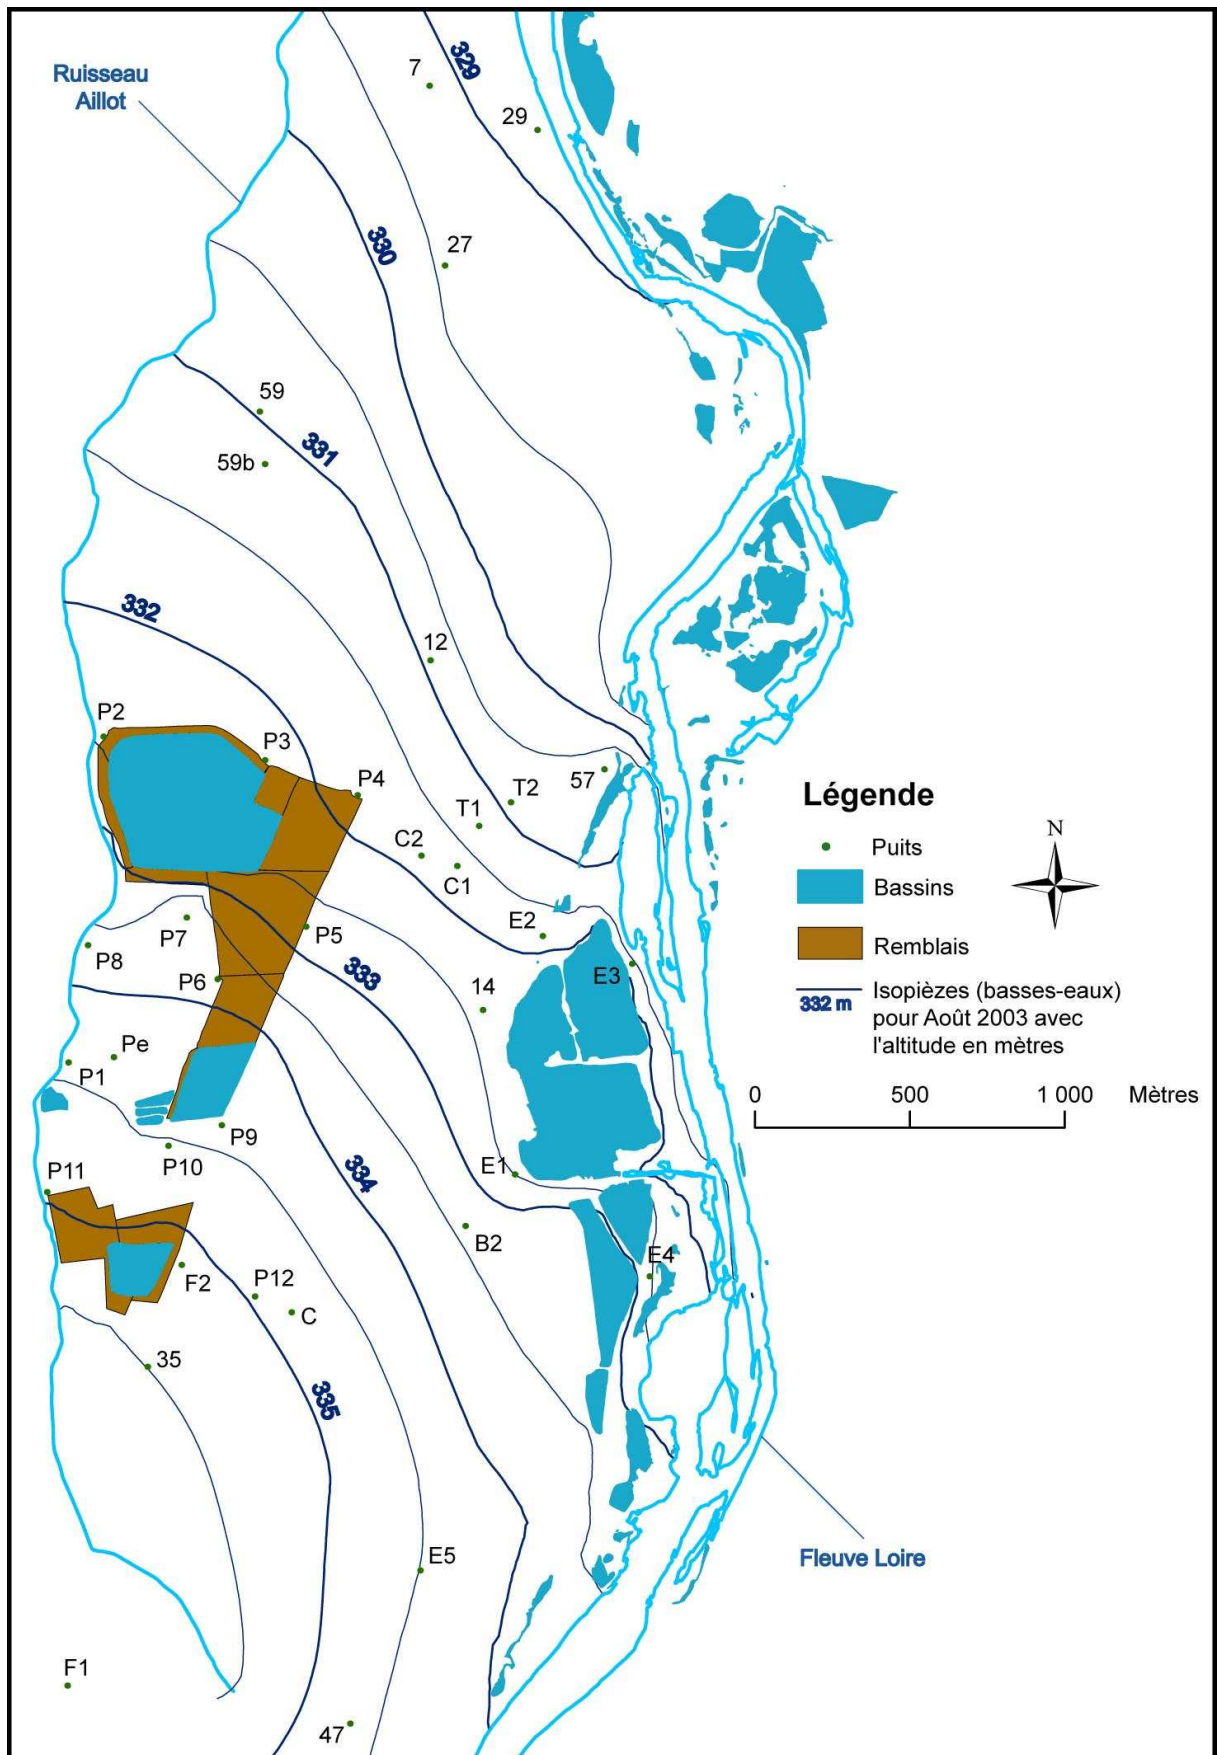 329
7
Ruisseau
Aillot
29
330
27
59
331
59b
332
12
P2
P3
P4
57
T2
T1
C2
C1
E2
P7
P5
P8
333
E3
P6
14
Pe
P1
P9
P10
E1
334
P11
B2
E4
F2
P12
C
35
335
E5
F1
47
Fleuve Loire
Légende
Puits
Bassins
Remblais
Isopièzes (basses-eaux)
332 m
pour Août 2003 avec
l'altitude en mètres
N
0 500 1 000 Mètres